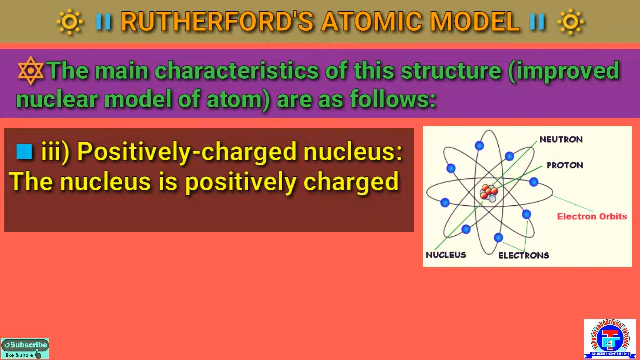 RUTHERFORD'S ATOMIC MODEL
The main characteristics of this structure (improved
nuclear model of atom) are as follows:
iii) Positively-charged nucleus:
The nucleus is positively charged
NEUTRON
PROTON
Electron Orbits
NUCLEUS
ELECTRONS
Subscribe